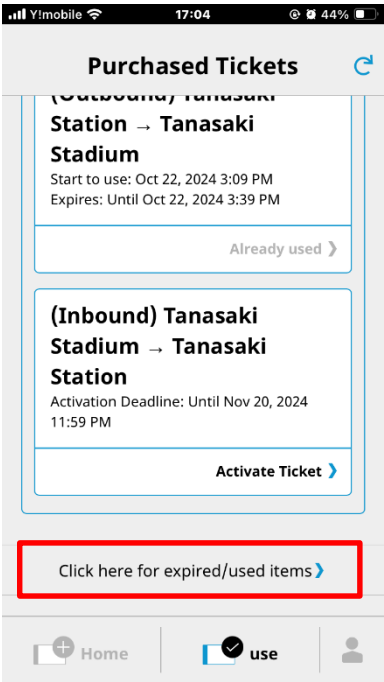 Y!mobile 17:04 44%
Purchased Tickets
(Outbound) Tanasaki
Station → Tanasaki
Stadium
Start to use: Oct 22, 2024 3:09 PM
Expires: Until Oct 22, 2024 3:39 PM
Already used ❯
(Inbound) Tanasaki
Stadium → Tanasaki
Station
Activation Deadline: Until Nov 20, 2024
11:59 PM
Activate Ticket ❯
Click here for expired/used items ❯
Home
use